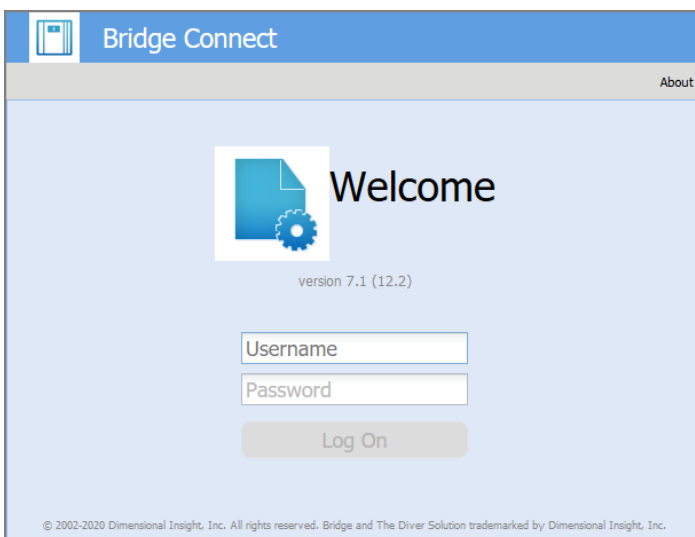 Bridge Connect
About
Welcome
version 7.1 (12.2)
Username
Password
Log On
© 2002-2020 Dimensional Insight, Inc. All rights reserved. Bridge and The Diver Solution trademarked by Dimensional Insight, Inc.